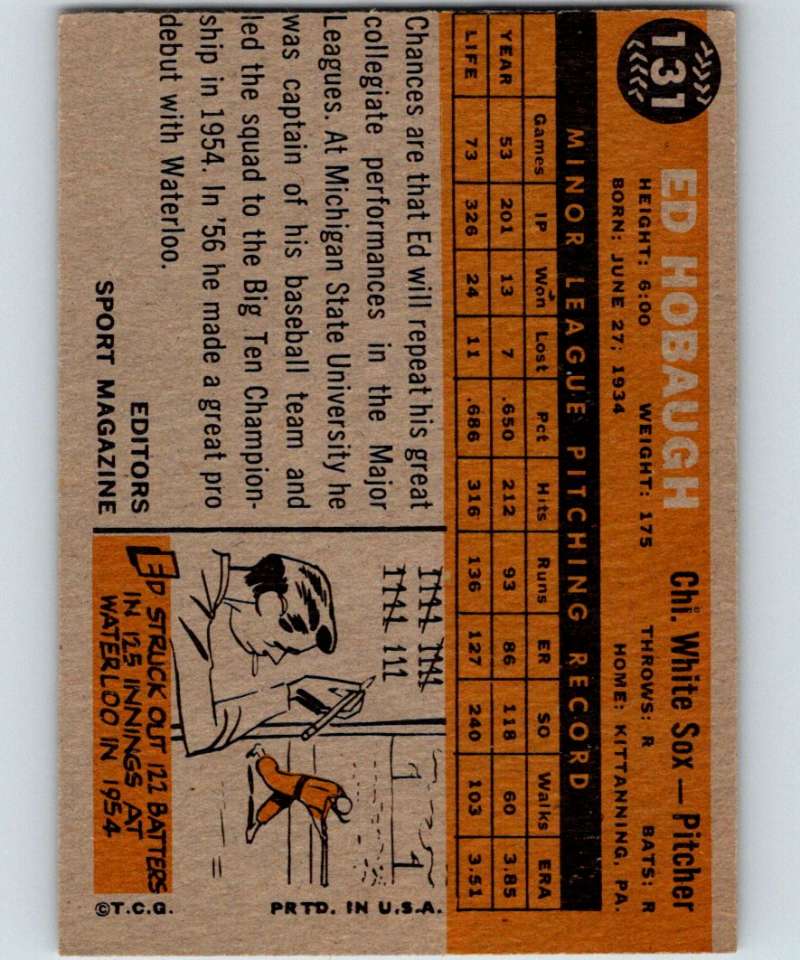 131
ED HOBAUGH Chi. White Sox — Pitcher
HEIGHT: 6:00 WEIGHT: 175 THROWS: R BATS: R
BORN: JUNE 27, 1934 HOME: KITTANNING, PA.
MINOR LEAGUE PITCHING RECORD
Games IP Won Lost Pct Hits Runs ER SO Walks ERA
YEAR 53 201 13 7 .650 212 93 86 118 60 3.85
LIFE 73 326 24 11 .686 316 136 127 240 103 3.51
Chances are that Ed will repeat his great
collegiate performances in the Major
Leagues. At Michigan State University he
was captain of his baseball team and
led the squad to the Big Ten Champion-
ship in 1954. In '56 he made a great pro
debut with Waterloo.
EDITORS
SPORT MAGAZINE
ED STRUCK OUT 122 BATTERS
IN 125 INNINGS AT
WATERLOO IN 1954
©T.C.G. PRTD. IN U.S.A.